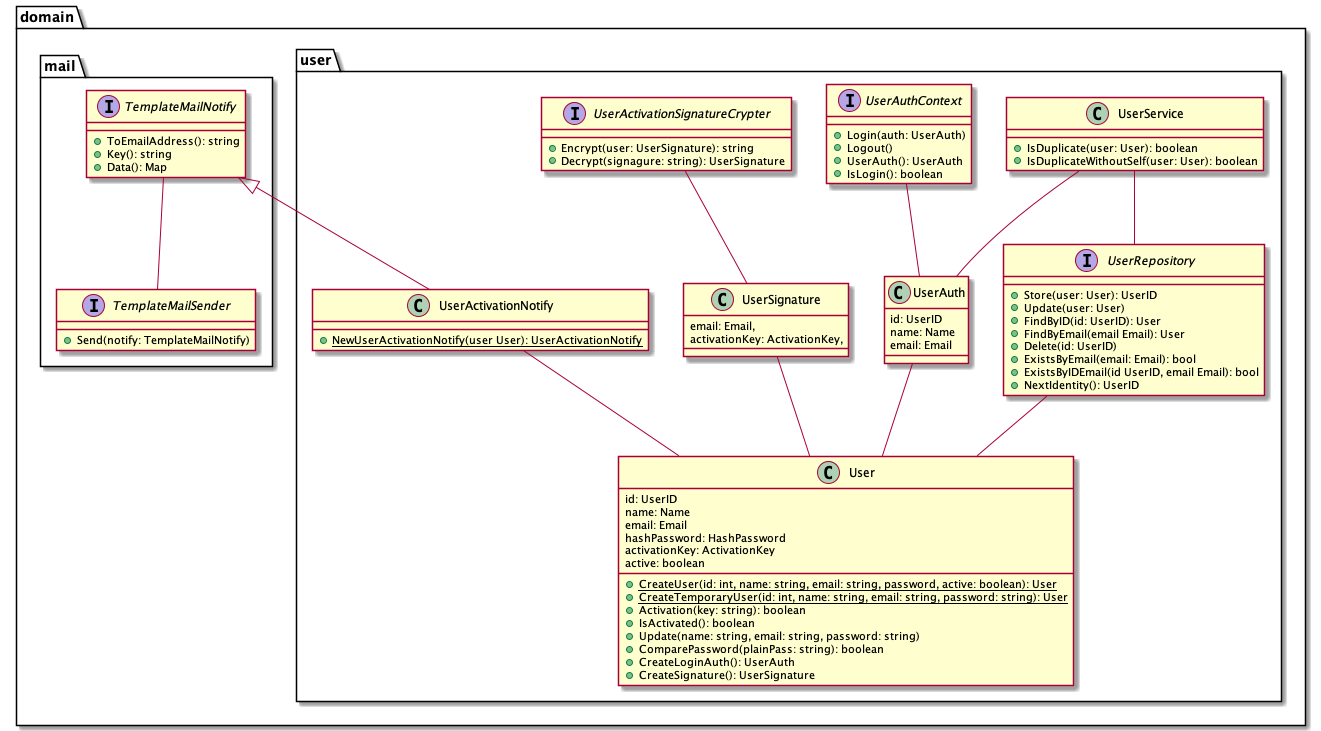 domain
mail
I TemplateMailNotify
ToEmailAddress(): string
Key(): string
Data(): Map
I TemplateMailSender
Send(notify: TemplateMailNotify)
user
I UserActivationSignatureCrypter
Encrypt(user: UserSignature): string
Decrypt(signagure: string): UserSignature
I UserAuthContext
Login(auth: UserAuth)
Logout()
UserAuth(): UserAuth
IsLogin(): boolean
C UserService
IsDuplicate(user: User): boolean
IsDuplicateWithoutSelf(user: User): boolean
C UserActivationNotify
NewUserActivationNotify(user User): UserActivationNotify
C UserSignature
email: Email,
activationKey: ActivationKey,
C UserAuth
id: UserID
name: Name
email: Email
I UserRepository
Store(user: User): UserID
Update(user: User)
FindByID(id: UserID): User
FindByEmail(email Email): User
Delete(id: UserID)
ExistsByEmail(email: Email): bool
ExistsByIDEmail(id UserID, email Email): bool
NextIdentity(): UserID
C User
id: UserID
name: Name
email: Email
hashPassword: HashPassword
activationKey: ActivationKey
active: boolean
CreateUser(id: int, name: string, email: string, password, active: boolean): User
CreateTemporaryUser(id: int, name: string, email: string, password: string): User
Activation(key: string): boolean
IsActivated(): boolean
Update(name: string, email: string, password: string)
ComparePassword(plainPass: string): boolean
CreateLoginAuth(): UserAuth
CreateSignature(): UserSignature